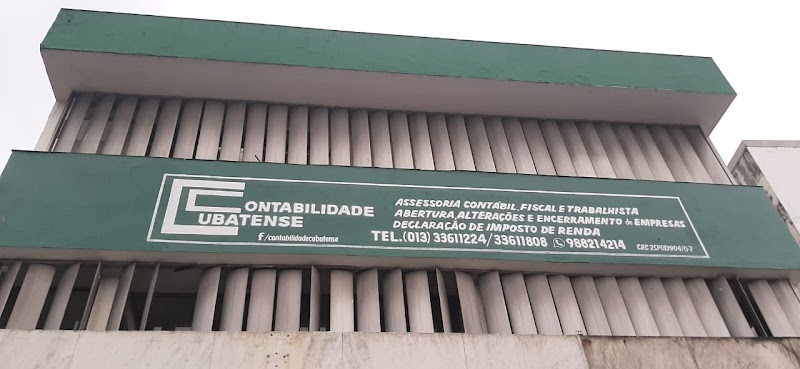 CONTABILIDADE
CUBATENSE
f/contabilidadecubatense
ASSESSORIA CONTÁBIL, FISCAL E TRABALHISTA
ABERTURA, ALTERAÇÕES E ENCERRAMENTO de EMPRESAS
DECLARAÇÃO DE IMPOSTO DE RENDA
TEL.(013) 33611224/33611808 988214214